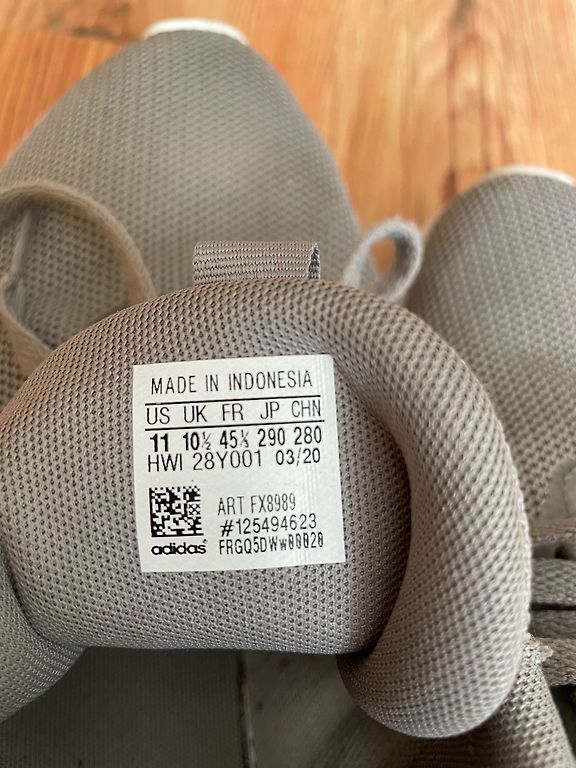 MADE IN INDONESIA
US UK FR JP CHN
11 10½ 45⅓ 290 280
HWI 28Y001 03/20
ART FX8989
#125494623
adidas®